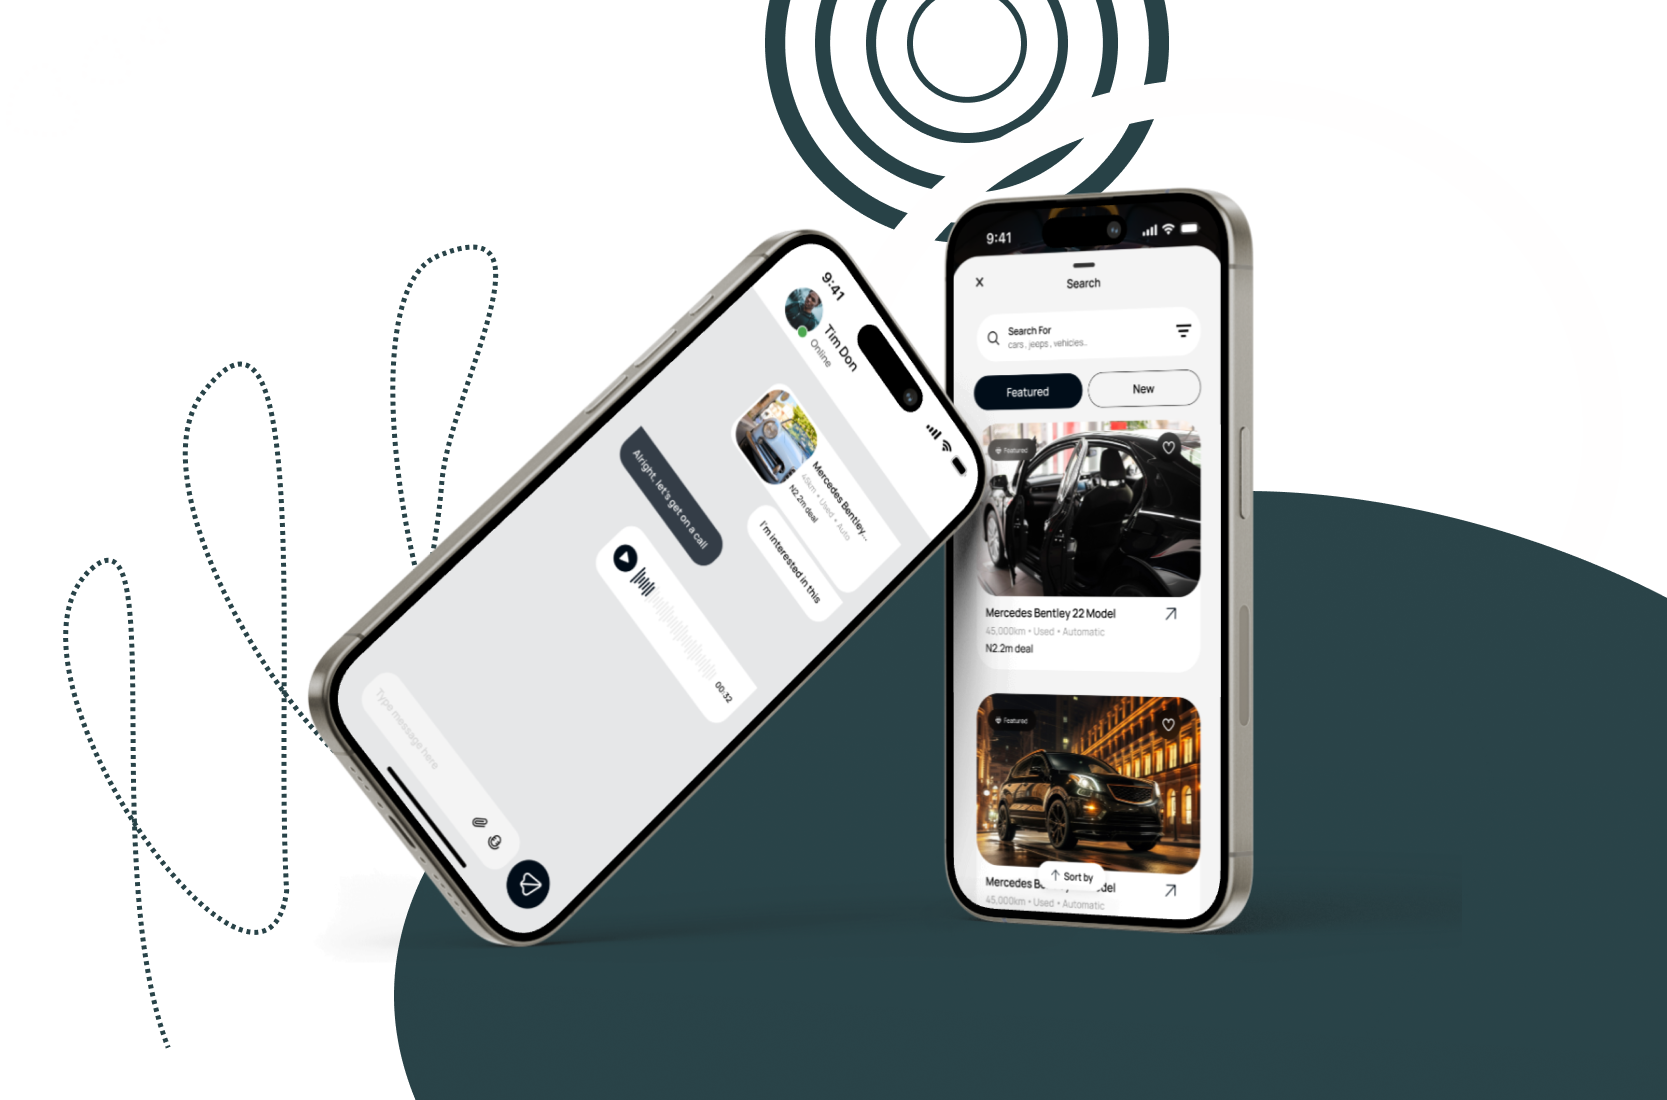 9:41
Tim Don
Online
Mercedes Bentley...
45km • Used • Auto
N2.2m deal
I'm interested in this
Alright, let's get on a call
00:32
Type message here
9:41
Search
Search For
cars, jeeps, vehicles..
Featured
New
Featured
Mercedes Bentley 22 Model
45,000km • Used • Automatic
N2.2m deal
Featured
Sort by
Mercedes
45,000km • Used • Automatic